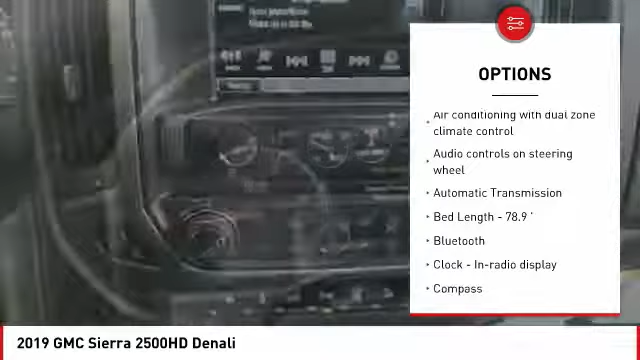 OPTIONS
Air conditioning with dual zone
climate control
Audio controls on steering
wheel
Automatic Transmission
Bed Length - 78.9 '
Bluetooth
Clock - In-radio display
Compass
2019 GMC Sierra 2500HD Denali